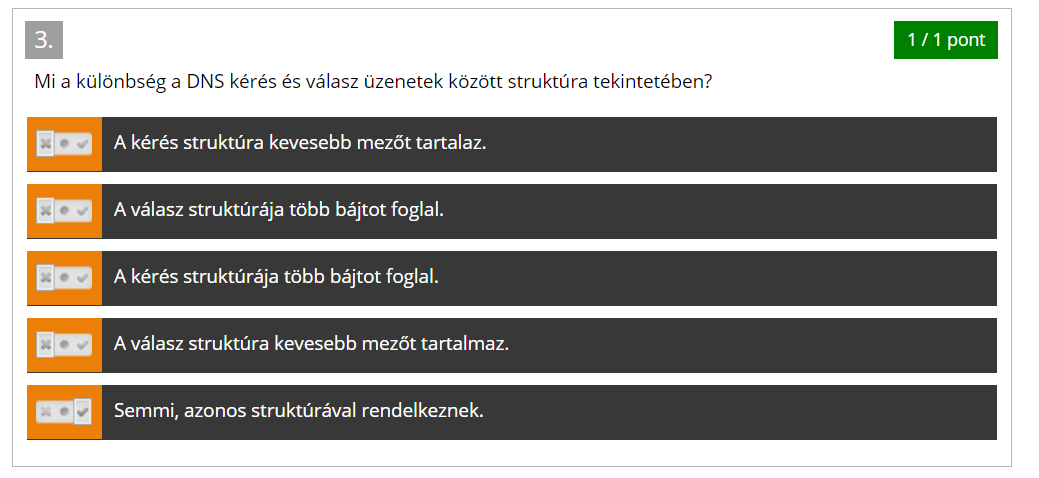 3.
1 / 1 pont
Mi a különbség a DNS kérés és válasz üzenetek között struktúra tekintetében?
A kérés struktúra kevesebb mezőt tartalaz.
A válasz struktúrája több bájtot foglal.
A kérés struktúrája több bájtot foglal.
A válasz struktúra kevesebb mezőt tartalmaz.
Semmi, azonos struktúrával rendelkeznek.